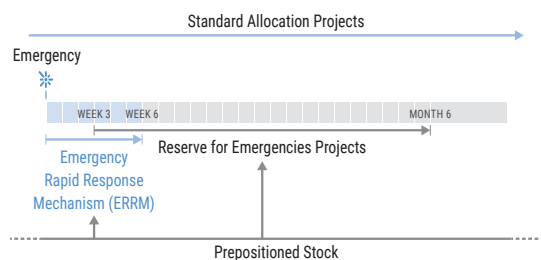 Standard Allocation Projects
Emergency
WEEK 3 WEEK 6 MONTH 6
Reserve for Emergencies Projects
Emergency
Rapid Response
Mechanism (ERRM)
Prepositioned Stock